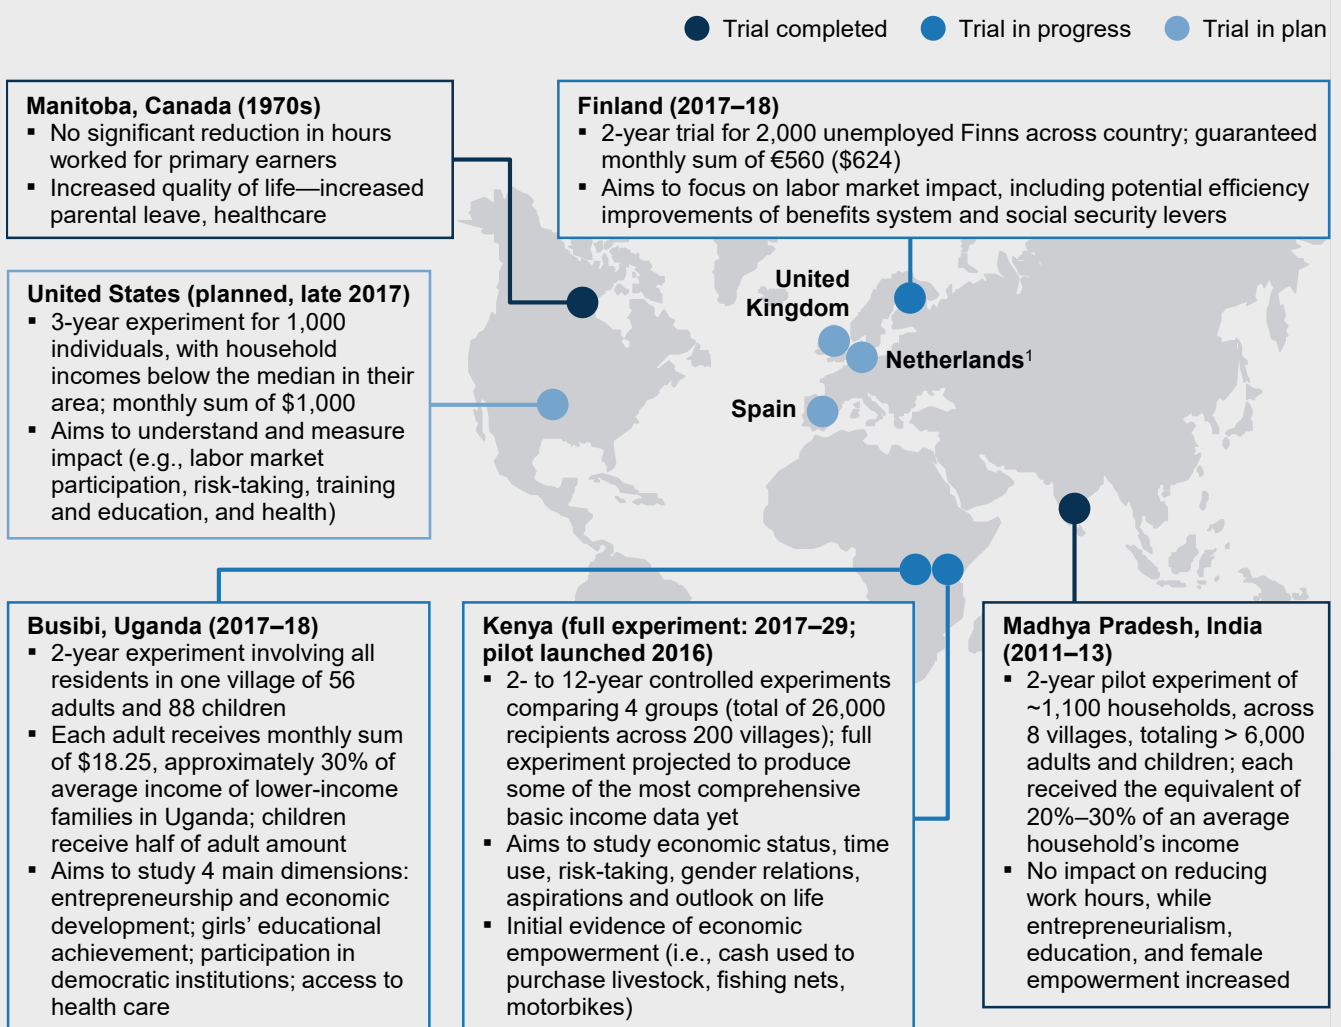 Trial completed
Trial in progress
Trial in plan
Manitoba, Canada (1970s)
▪ No significant reduction in hours
worked for primary earners
▪ Increased quality of life—increased
parental leave, healthcare
Finland (2017–18)
▪ 2-year trial for 2,000 unemployed Finns across country; guaranteed
monthly sum of €560 ($624)
▪ Aims to focus on labor market impact, including potential efficiency
improvements of benefits system and social security levers
United States (planned, late 2017)
▪ 3-year experiment for 1,000
individuals, with household
incomes below the median in their
area; monthly sum of $1,000
▪ Aims to understand and measure
impact (e.g., labor market
participation, risk-taking, training
and education, and health)
United
Kingdom
Netherlands¹
Spain
Busibi, Uganda (2017–18)
▪ 2-year experiment involving all
residents in one village of 56
adults and 88 children
▪ Each adult receives monthly sum
of $18.25, approximately 30% of
average income of lower-income
families in Uganda; children
receive half of adult amount
▪ Aims to study 4 main dimensions:
entrepreneurship and economic
development; girls’ educational
achievement; participation in
democratic institutions; access to
health care
Kenya (full experiment: 2017–29;
pilot launched 2016)
▪ 2- to 12-year controlled experiments
comparing 4 groups (total of 26,000
recipients across 200 villages); full
experiment projected to produce
some of the most comprehensive
basic income data yet
▪ Aims to study economic status, time
use, risk-taking, gender relations,
aspirations and outlook on life
▪ Initial evidence of economic
empowerment (i.e., cash used to
purchase livestock, fishing nets,
motorbikes)
Madhya Pradesh, India
(2011–13)
▪ 2-year pilot experiment of
~1,100 households, across
8 villages, totaling > 6,000
adults and children; each
received the equivalent of
20%–30% of an average
household’s income
▪ No impact on reducing
work hours, while
entrepreneurialism,
education, and female
empowerment increased